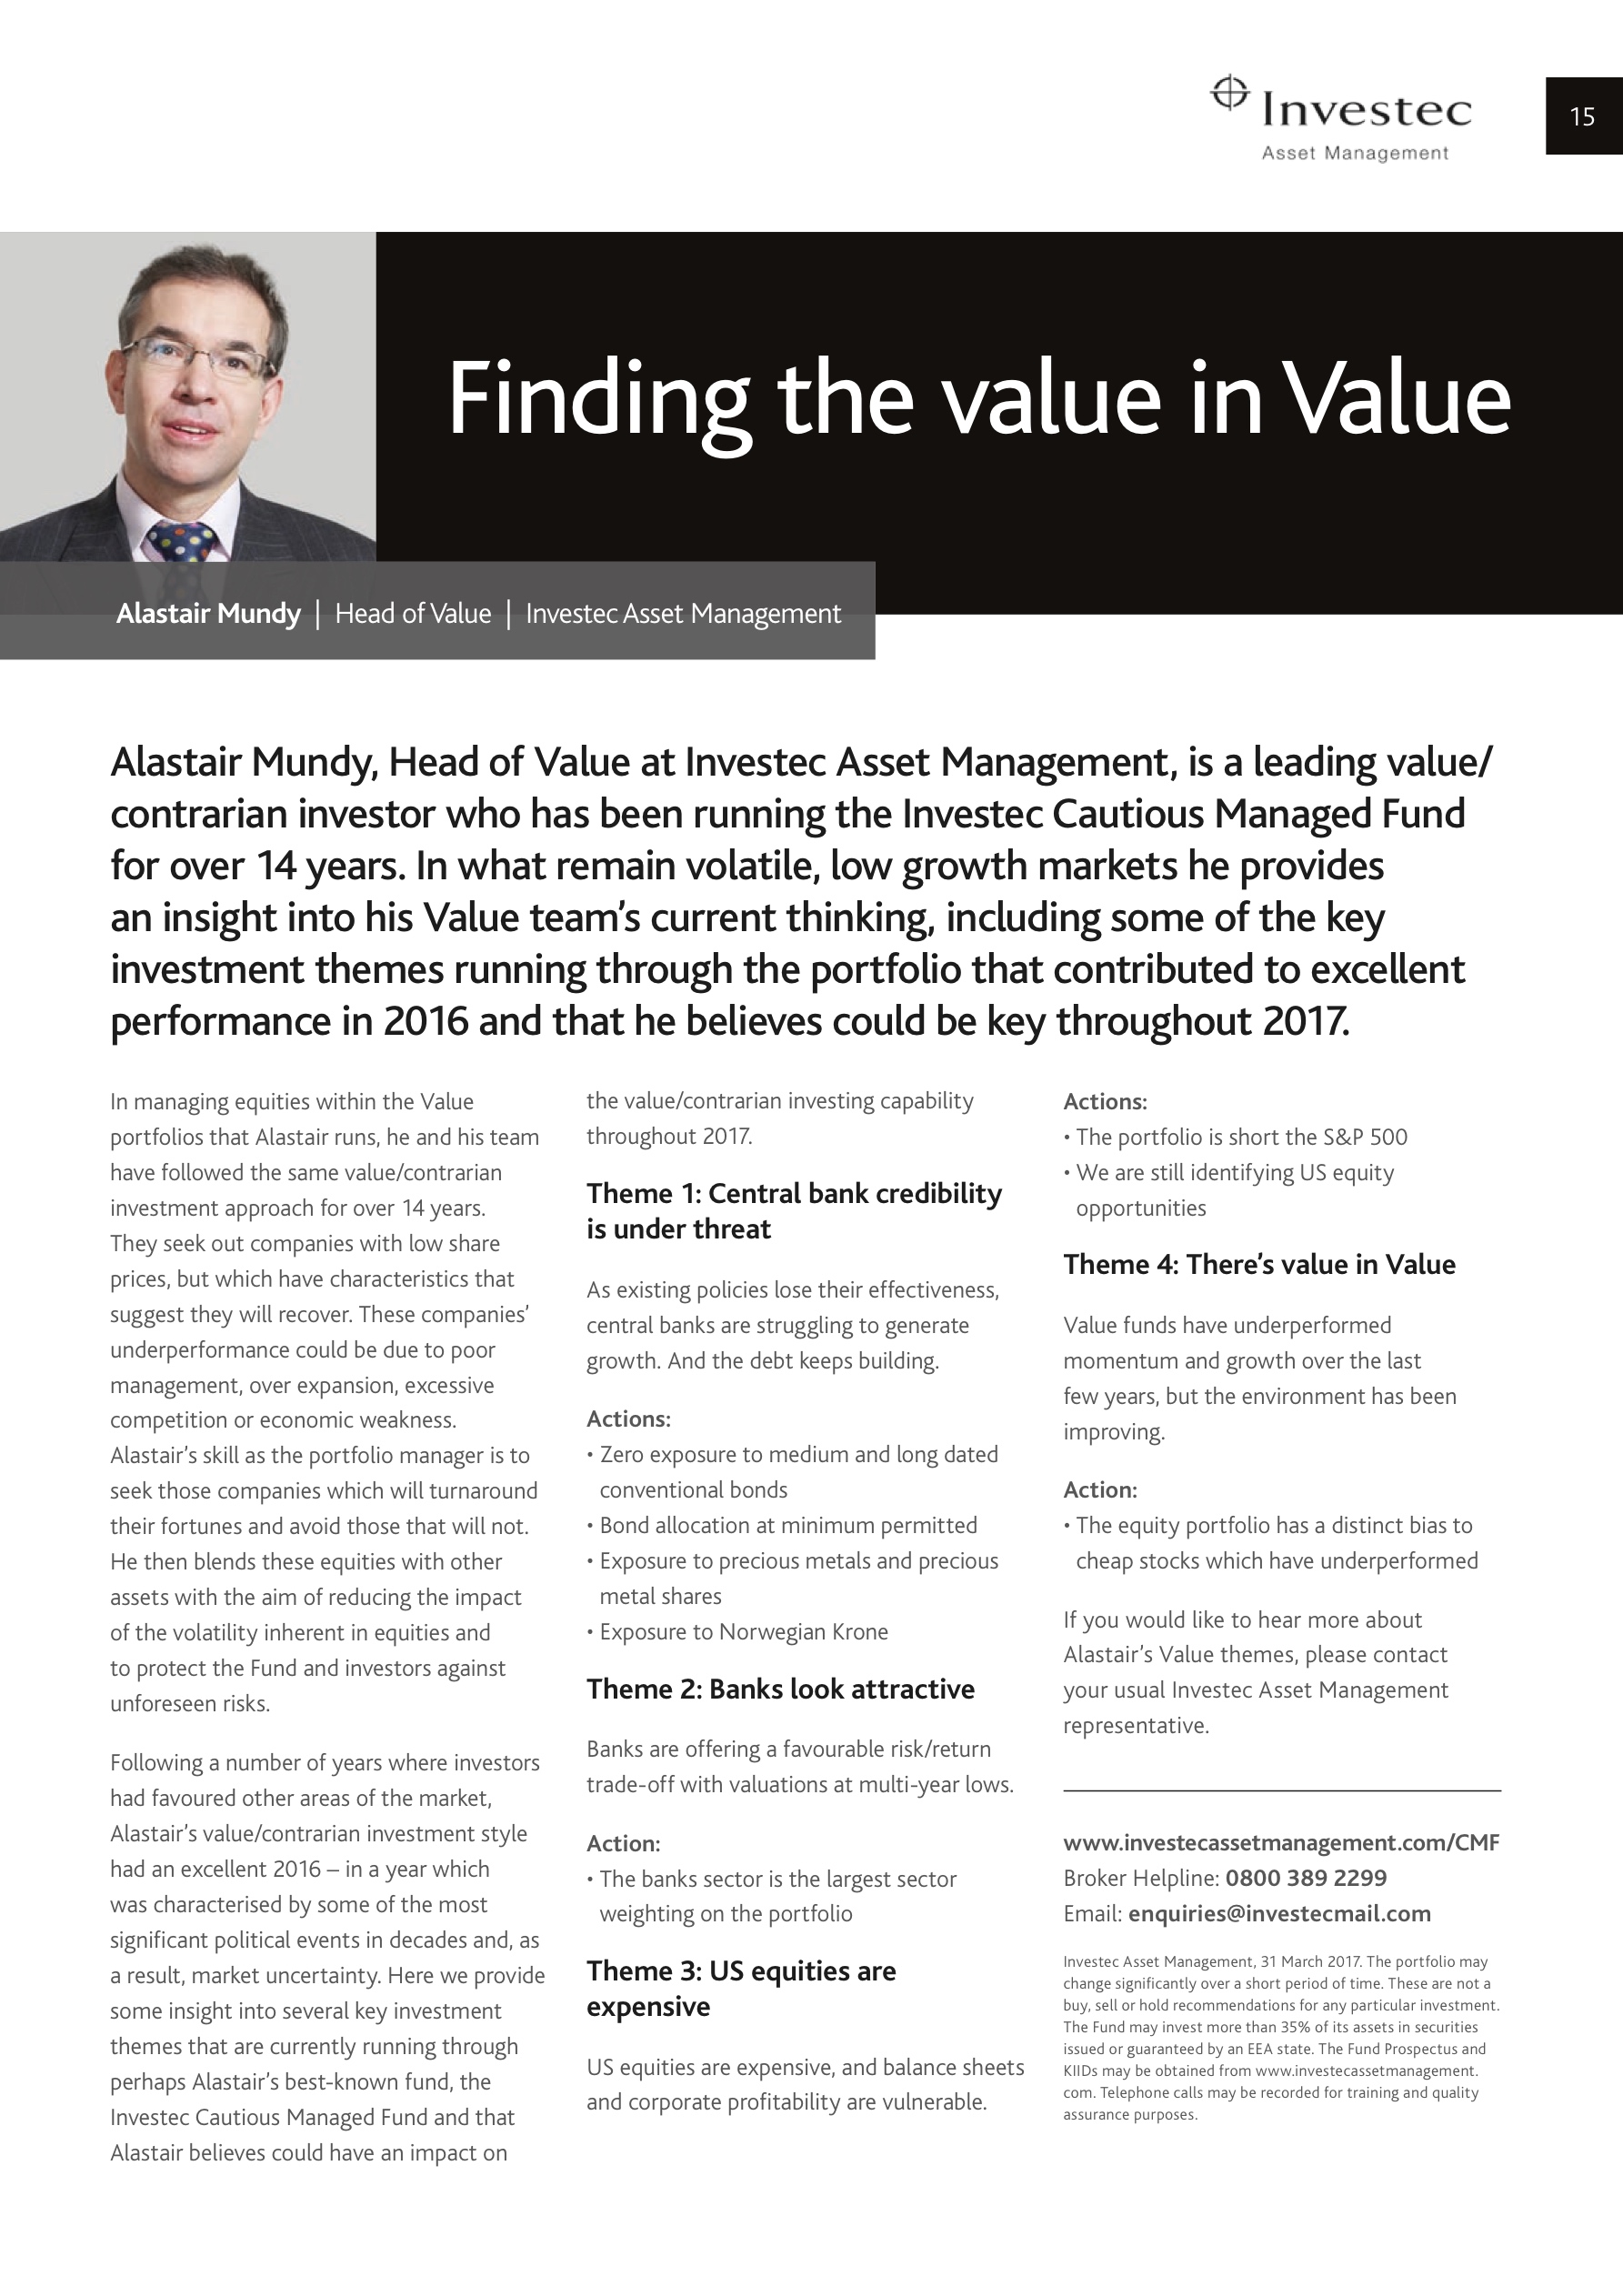 Investec
Asset Management
15
Finding the value in Value
Alastair Mundy | Head of Value | Investec Asset Management
Alastair Mundy, Head of Value at Investec Asset Management, is a leading value/
contrarian investor who has been running the Investec Cautious Managed Fund
for over 14 years. In what remain volatile, low growth markets he provides
an insight into his Value team’s current thinking, including some of the key
investment themes running through the portfolio that contributed to excellent
performance in 2016 and that he believes could be key throughout 2017.
In managing equities within the Value
portfolios that Alastair runs, he and his team
have followed the same value/contrarian
investment approach for over 14 years.
They seek out companies with low share
prices, but which have characteristics that
suggest they will recover. These companies’
underperformance could be due to poor
management, over expansion, excessive
competition or economic weakness.
Alastair’s skill as the portfolio manager is to
seek those companies which will turnaround
their fortunes and avoid those that will not.
He then blends these equities with other
assets with the aim of reducing the impact
of the volatility inherent in equities and
to protect the Fund and investors against
unforeseen risks.
Following a number of years where investors
had favoured other areas of the market,
Alastair’s value/contrarian investment style
had an excellent 2016 – in a year which
was characterised by some of the most
significant political events in decades and, as
a result, market uncertainty. Here we provide
some insight into several key investment
themes that are currently running through
perhaps Alastair’s best-known fund, the
Investec Cautious Managed Fund and that
Alastair believes could have an impact on
the value/contrarian investing capability
throughout 2017.
Theme 1: Central bank credibility
is under threat
As existing policies lose their effectiveness,
central banks are struggling to generate
growth. And the debt keeps building.
Actions:
• Zero exposure to medium and long dated
conventional bonds
• Bond allocation at minimum permitted
• Exposure to precious metals and precious
metal shares
• Exposure to Norwegian Krone
Theme 2: Banks look attractive
Banks are offering a favourable risk/return
trade-off with valuations at multi-year lows.
Action:
• The banks sector is the largest sector
weighting on the portfolio
Theme 3: US equities are
expensive
US equities are expensive, and balance sheets
and corporate profitability are vulnerable.
Actions:
• The portfolio is short the S&P 500
• We are still identifying US equity
opportunities
Theme 4: There’s value in Value
Value funds have underperformed
momentum and growth over the last
few years, but the environment has been
improving.
Action:
• The equity portfolio has a distinct bias to
cheap stocks which have underperformed
If you would like to hear more about
Alastair’s Value themes, please contact
your usual Investec Asset Management
representative.
www.investecassetmanagement.com/CMF
Broker Helpline: 0800 389 2299
Email: enquiries@investecmail.com
Investec Asset Management, 31 March 2017. The portfolio may
change significantly over a short period of time. These are not a
buy, sell or hold recommendations for any particular investment.
The Fund may invest more than 35% of its assets in securities
issued or guaranteed by an EEA state. The Fund Prospectus and
KIIDs may be obtained from www.investecassetmanagement.
com. Telephone calls may be recorded for training and quality
assurance purposes.